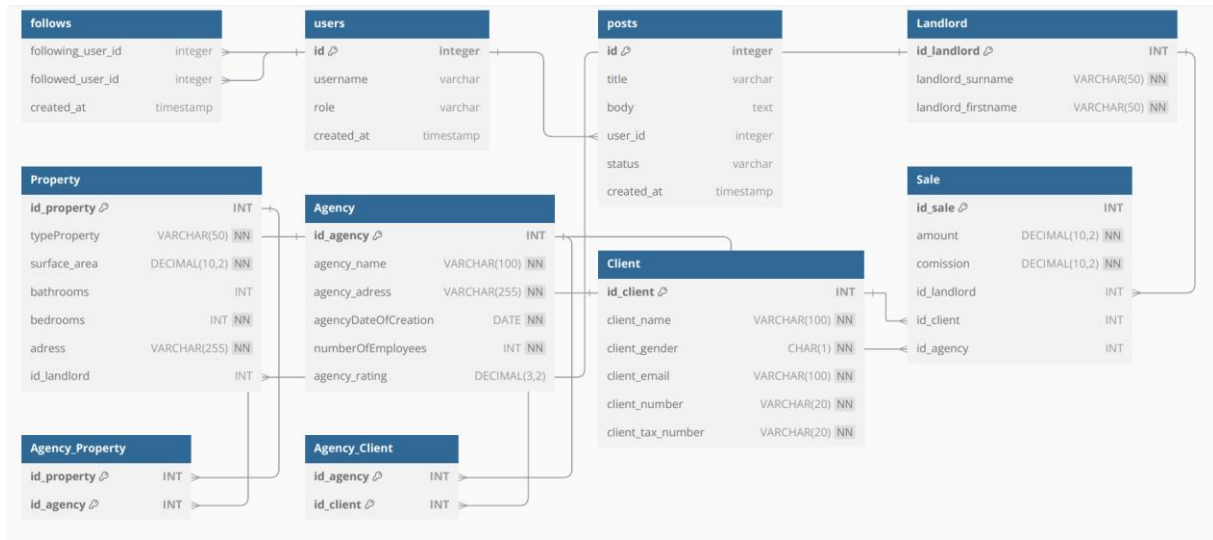 follows
following_user_id integer
followed_user_id integer
created_at timestamp
users
id integer
username varchar
role varchar
created_at timestamp
posts
id integer
title varchar
body text
user_id integer
status varchar
created_at timestamp
Landlord
id_landlord INT
landlord_surname VARCHAR(50) NN
landlord_firstname VARCHAR(50) NN
Property
id_property INT
typeProperty VARCHAR(50) NN
surface_area DECIMAL(10,2) NN
bathrooms INT
bedrooms INT NN
adress VARCHAR(255) NN
id_landlord INT
Agency
id_agency INT
agency_name VARCHAR(100) NN
agency_adress VARCHAR(255) NN
agencyDateOfCreation DATE NN
numberOfEmployees INT NN
agency_rating DECIMAL(3,2)
Client
id_client INT
client_name VARCHAR(100) NN
client_gender CHAR(1) NN
client_email VARCHAR(100) NN
client_number VARCHAR(20) NN
client_tax_number VARCHAR(20) NN
Sale
id_sale INT
amount DECIMAL(10,2) NN
comission DECIMAL(10,2) NN
id_landlord INT
id_client INT
id_agency INT
Agency_Property
id_property INT
id_agency INT
Agency_Client
id_agency INT
id_client INT